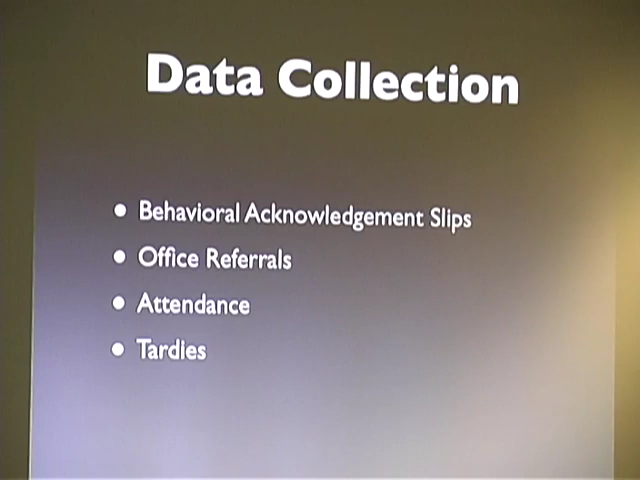 Data Collection
• Behavioral Acknowledgement Slips
• Office Referrals
• Attendance
• Tardies